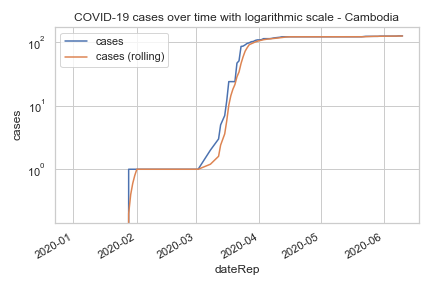 COVID-19 cases over time with logarithmic scale - Cambodia
cases
cases (rolling)
10²
10¹
10⁰
cases
2020-01
2020-02
2020-03
2020-04
2020-05
2020-06
dateRep